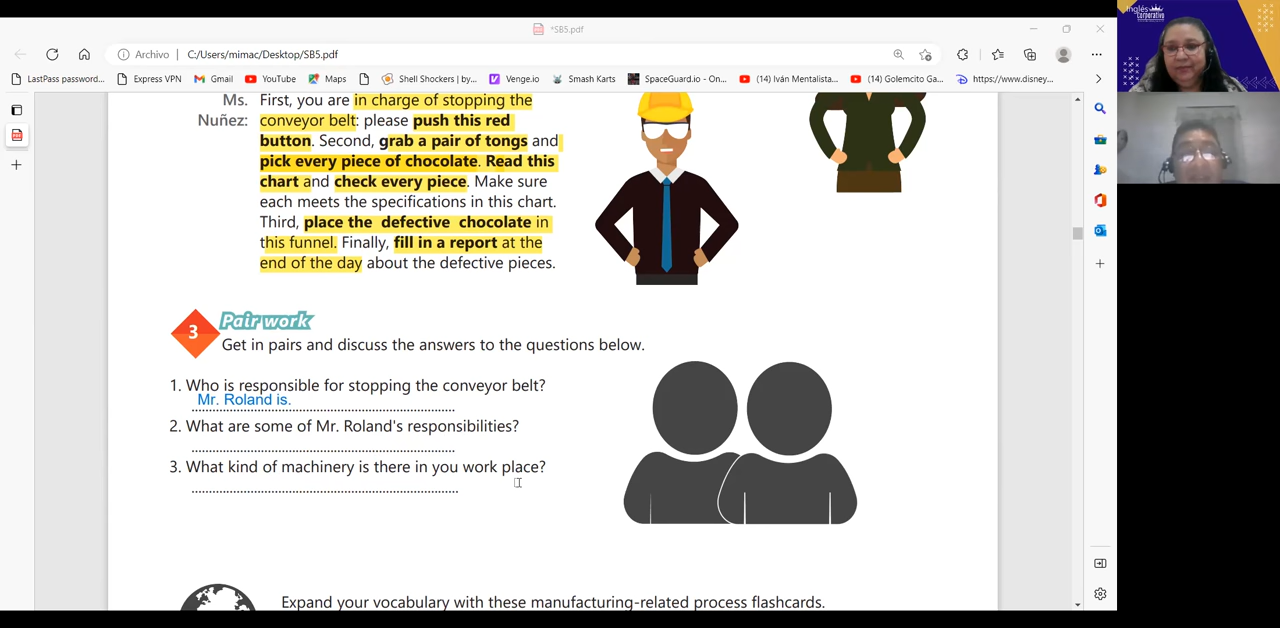 *SB5.pdf
Archivo | C:/Users/mimac/Desktop/SB5.pdf
LastPass password... Express VPN Gmail YouTube Maps Shell Shockers | by... Venge.io Smash Karts SpaceGuard.io - On... (14) Iván Mentalista... (14) Golemcito Ga... https://www.disney...
Inglés
Corporativo
Ms. Nuñez: First, you are in charge of stopping the
conveyor belt: please push this red
button. Second, grab a pair of tongs and
pick every piece of chocolate. Read this
chart and check every piece. Make sure
each meets the specifications in this chart.
Third, place the defective chocolate in
this funnel. Finally, fill in a report at the
end of the day about the defective pieces.
3 Pair work
Get in pairs and discuss the answers to the questions below.
1. Who is responsible for stopping the conveyor belt?
Mr. Roland is.
2. What are some of Mr. Roland's responsibilities?
3. What kind of machinery is there in you work place?
Expand your vocabulary with these manufacturing-related process flashcards.